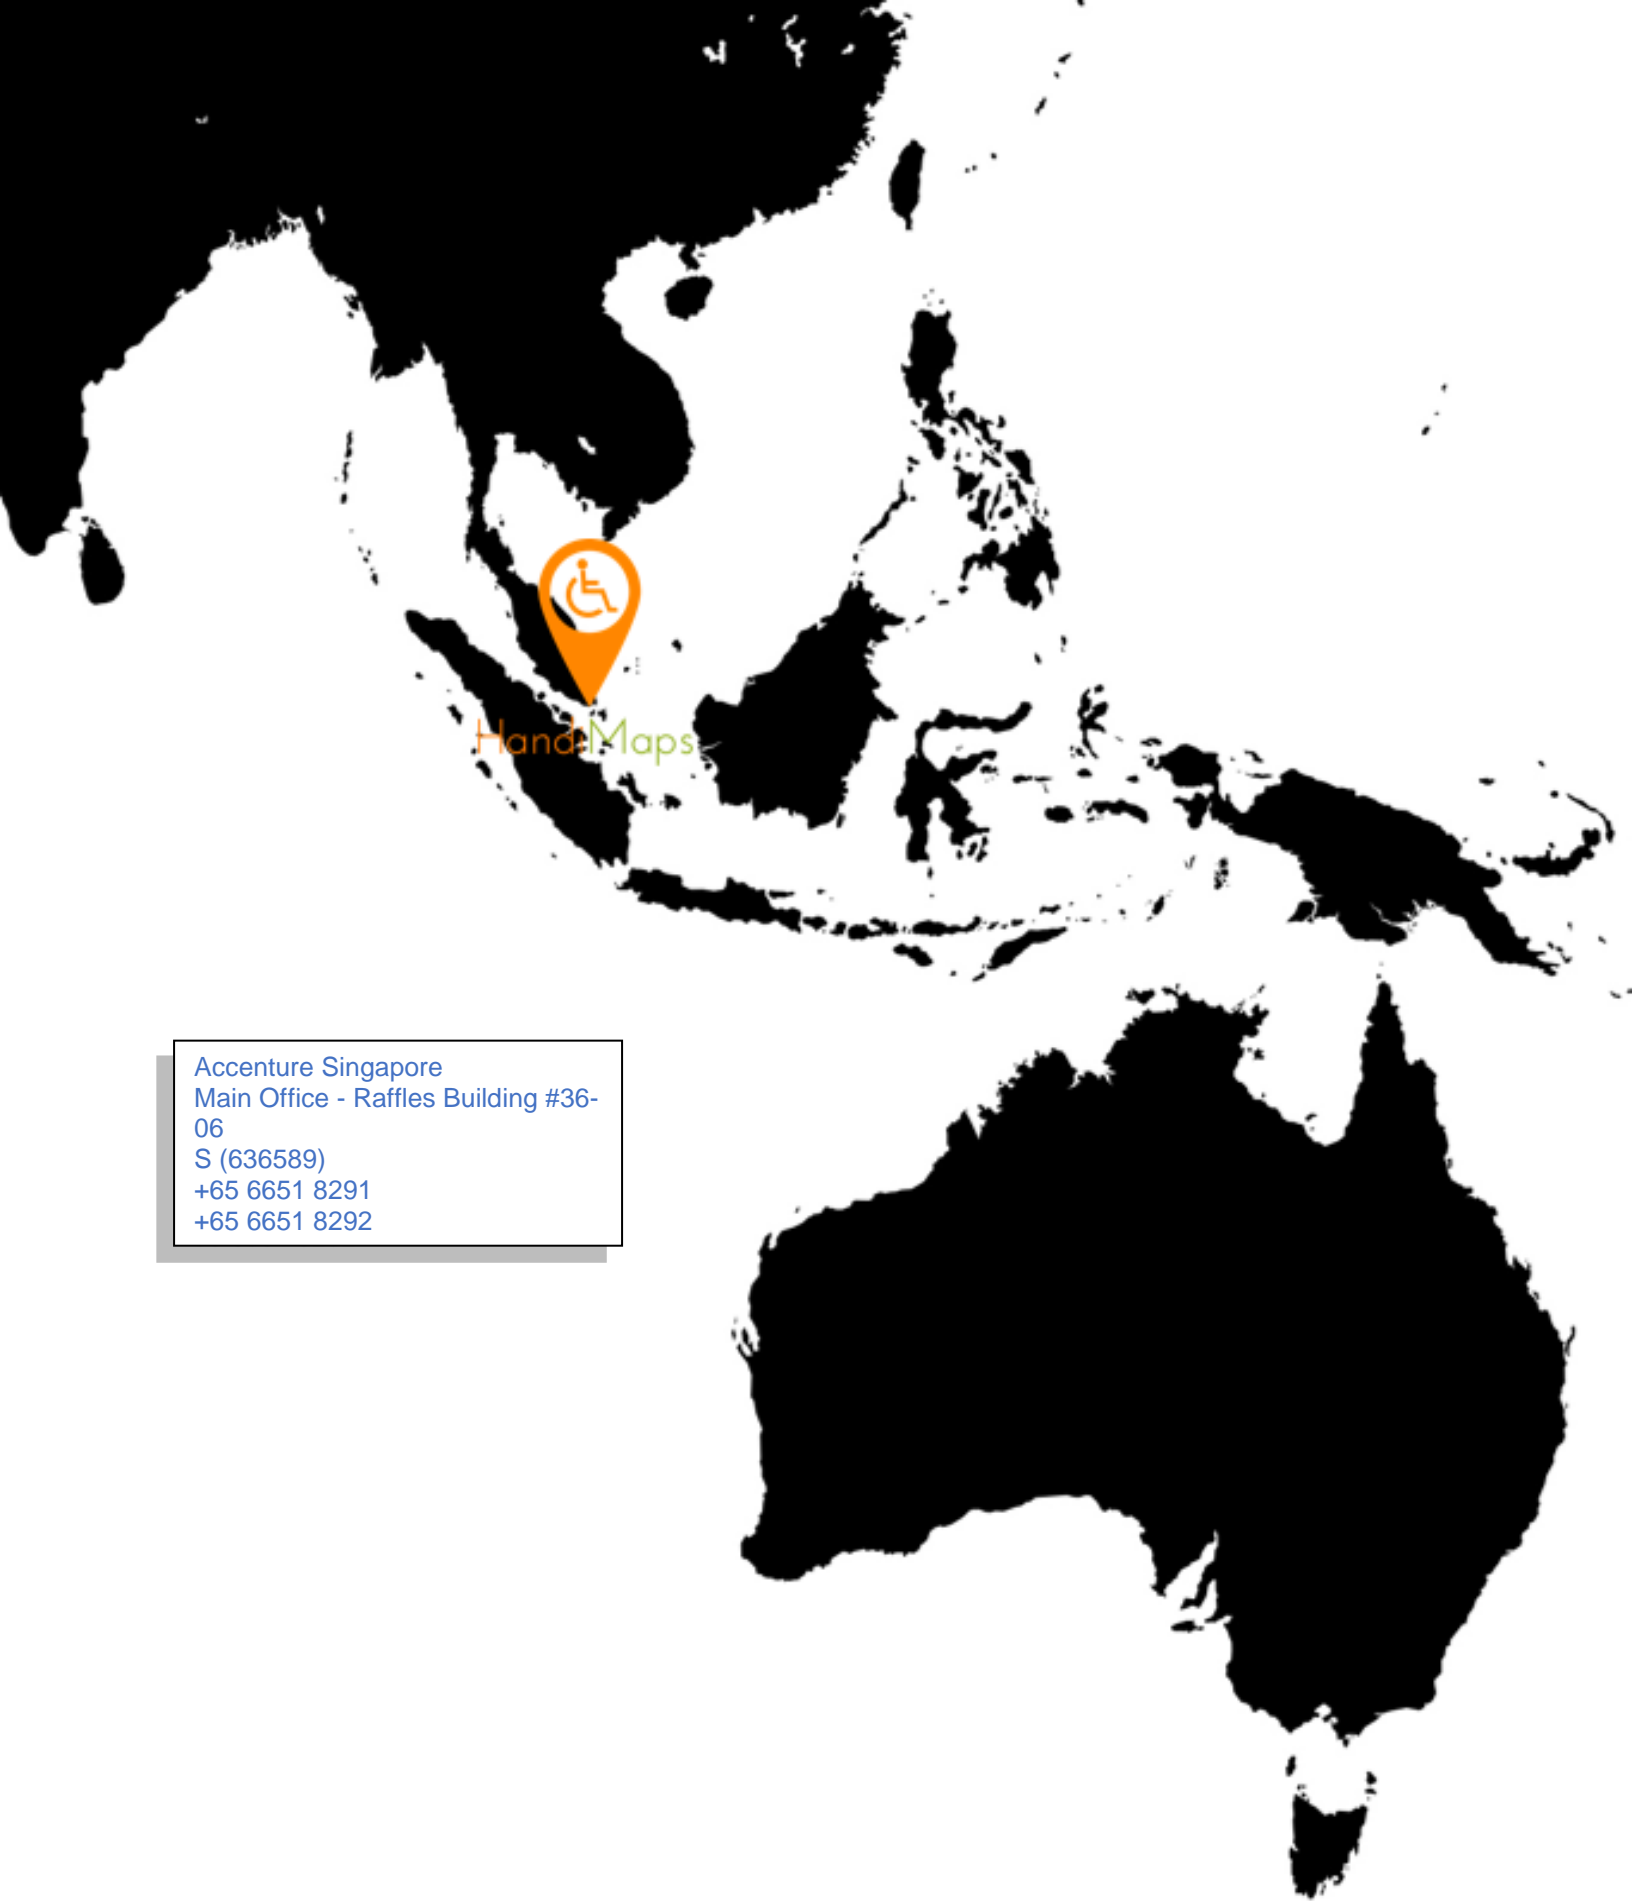 HandiMaps
Accenture Singapore
Main Office - Raffles Building #36-
06
S (636589)
+65 6651 8291
+65 6651 8292